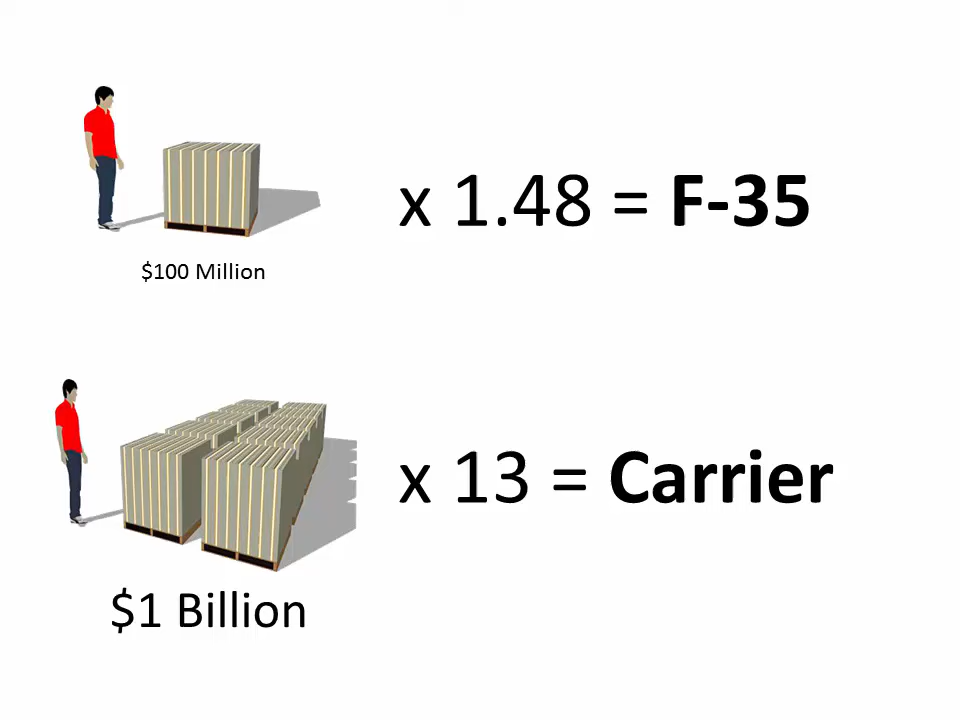 x 1.48 = F-35
$100 Million
x 13 = Carrier
$1 Billion